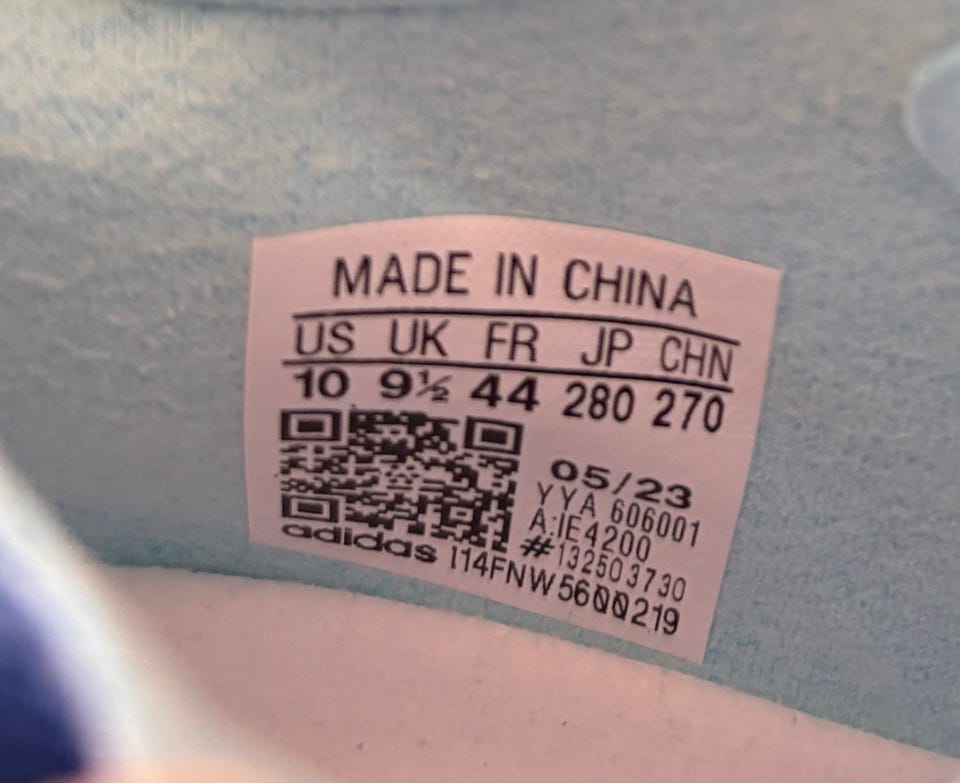 MADE IN CHINA
US UK FR JP CHN
10 9½ 44 280 270
05/23
YYA 606001
A:IE4200
#132503730
adidas I14FNW5600219